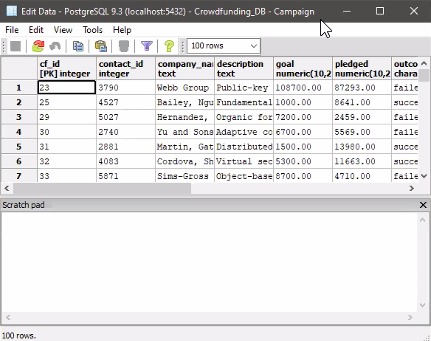 Edit Data - PostgreSQL 9.3 (localhost:5432) - Crowdfunding_DB - Campaign
File Edit View Tools Help
100 rows
cf_id contact_id company_na description goal pledged outco
[PK] integer integer text text numeric(10,2 numeric(10,2 chara
1 23 3790 Webb Group Public-key 108700.00 87293.00 faile
2 25 4527 Bailey, Ngu Fundamental 1000.00 8641.00 succe
3 29 5027 Hernandez, Organic for 7200.00 2459.00 faile
4 30 2740 Yu and Sons Adaptive co 6700.00 5569.00 faile
5 31 2881 Martin, Gat Distributed 1500.00 13980.00 succe
6 32 4083 Cordova, Sh Virtual sec 5300.00 11663.00 succe
7 33 5871 Sims-Gross Object-base 8700.00 4710.00 faile
Scratch pad
100 rows.